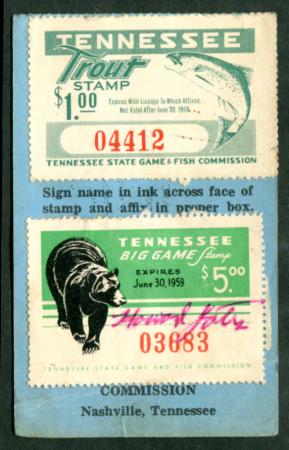 TENNESSEE
Trout
STAMP
$1.00
Expires With License To Which Affixed.
Not Valid After June 30, 1959
04412
TENNESSEE STATE GAME & FISH COMMISSION
Sign name in ink across face of
stamp and affix in proper box.
TENNESSEE
BIG GAME Stamp
EXPIRES
June 30, 1959
$5.00
Howard
03683
TENNESSEE STATE GAME AND FISH COMMISSION
COMMISSION
Nashville, Tennessee